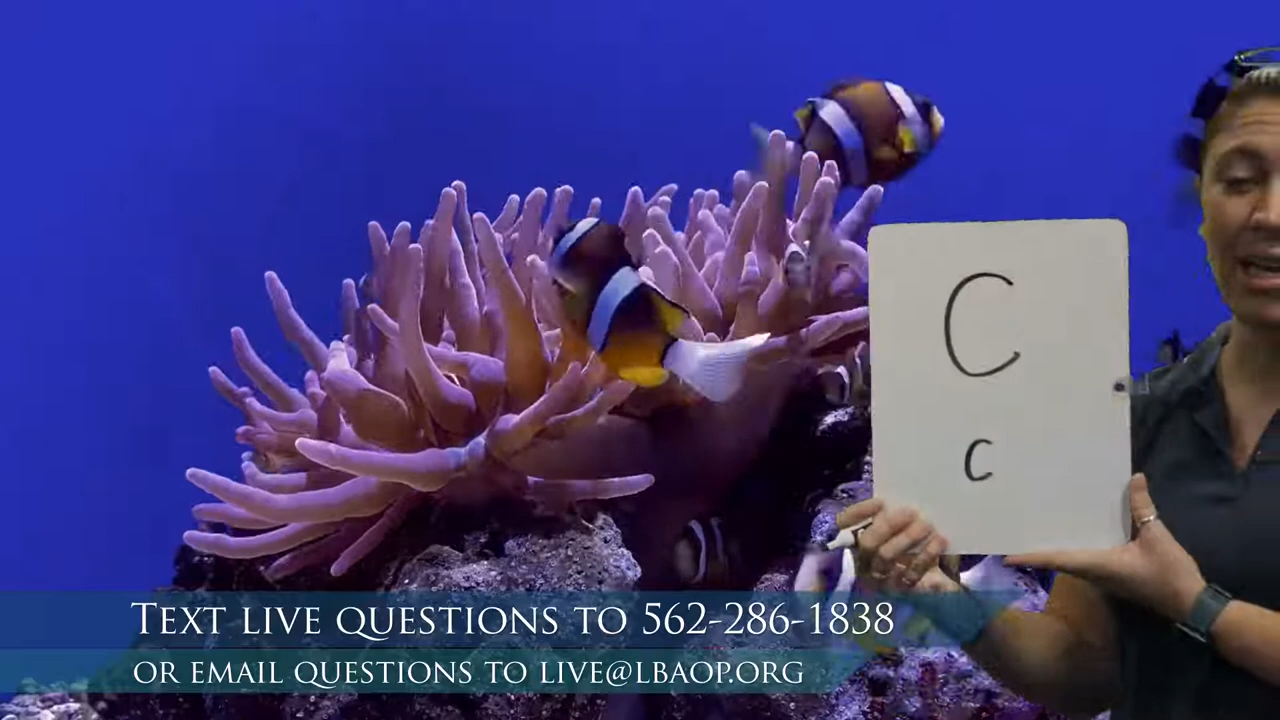 C
c
TEXT LIVE QUESTIONS TO 562-286-1838
OR EMAIL QUESTIONS TO LIVE@LBAOP.ORG